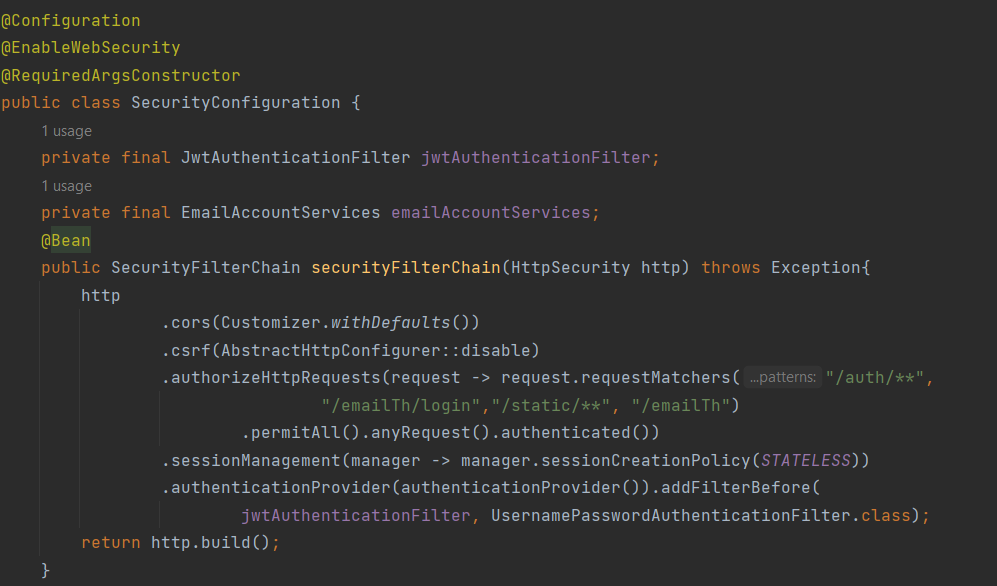 @Configuration
@EnableWebSecurity
@RequiredArgsConstructor
public class SecurityConfiguration {
1 usage
private final JwtAuthenticationFilter jwtAuthenticationFilter;
1 usage
private final EmailAccountServices emailAccountServices;
@Bean
public SecurityFilterChain securityFilterChain(HttpSecurity http) throws Exception{
http
.cors(Customizer.withDefaults())
.csrf(AbstractHttpConfigurer::disable)
.authorizeHttpRequests(request -> request.requestMatchers( ...patterns: "/auth/**",
"/emailTh/login","/static/**", "/emailTh")
.permitAll().anyRequest().authenticated())
.sessionManagement(manager -> manager.sessionCreationPolicy(STATELESS))
.authenticationProvider(authenticationProvider()).addFilterBefore(
jwtAuthenticationFilter, UsernamePasswordAuthenticationFilter.class);
return http.build();
}